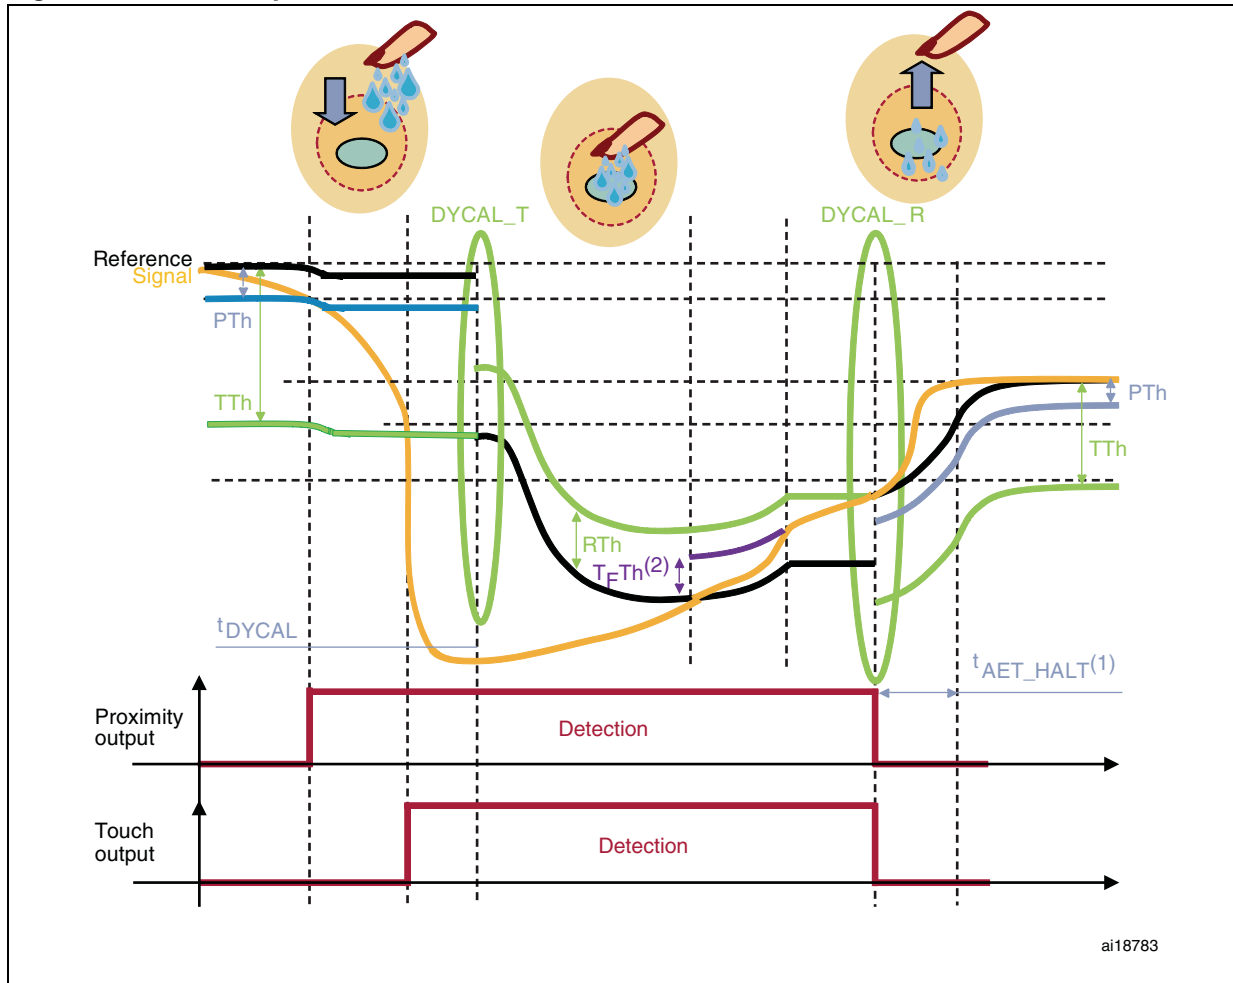 DYCAL_T
DYCAL_R
Reference
Signal
PTh
TTh
PTh
TTh
RTh
TFTh(2)
tDYCAL
tAET_HALT(1)
Proximity
output
Detection
Touch
output
Detection
ai18783